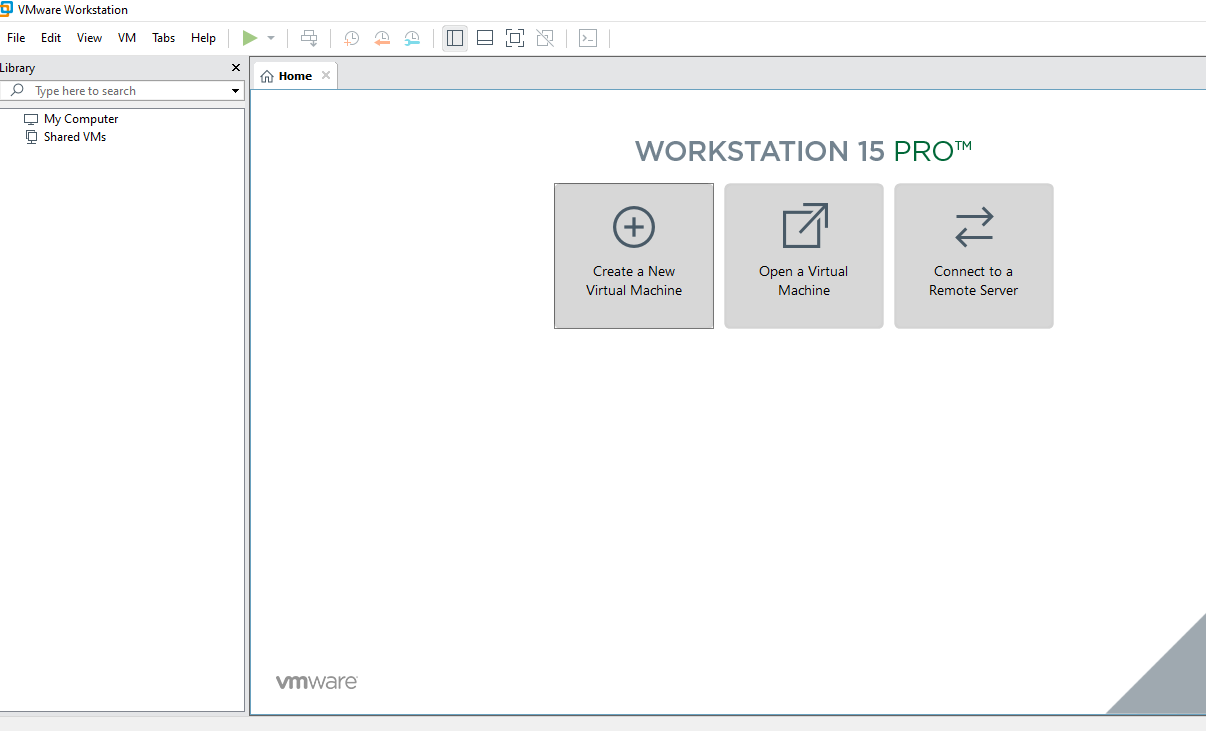 VMware Workstation
File Edit View VM Tabs Help
Library
Type here to search
My Computer
Shared VMs
Home
WORKSTATION 15 PRO™
Create a New
Virtual Machine
Open a Virtual
Machine
Connect to a
Remote Server
vmware